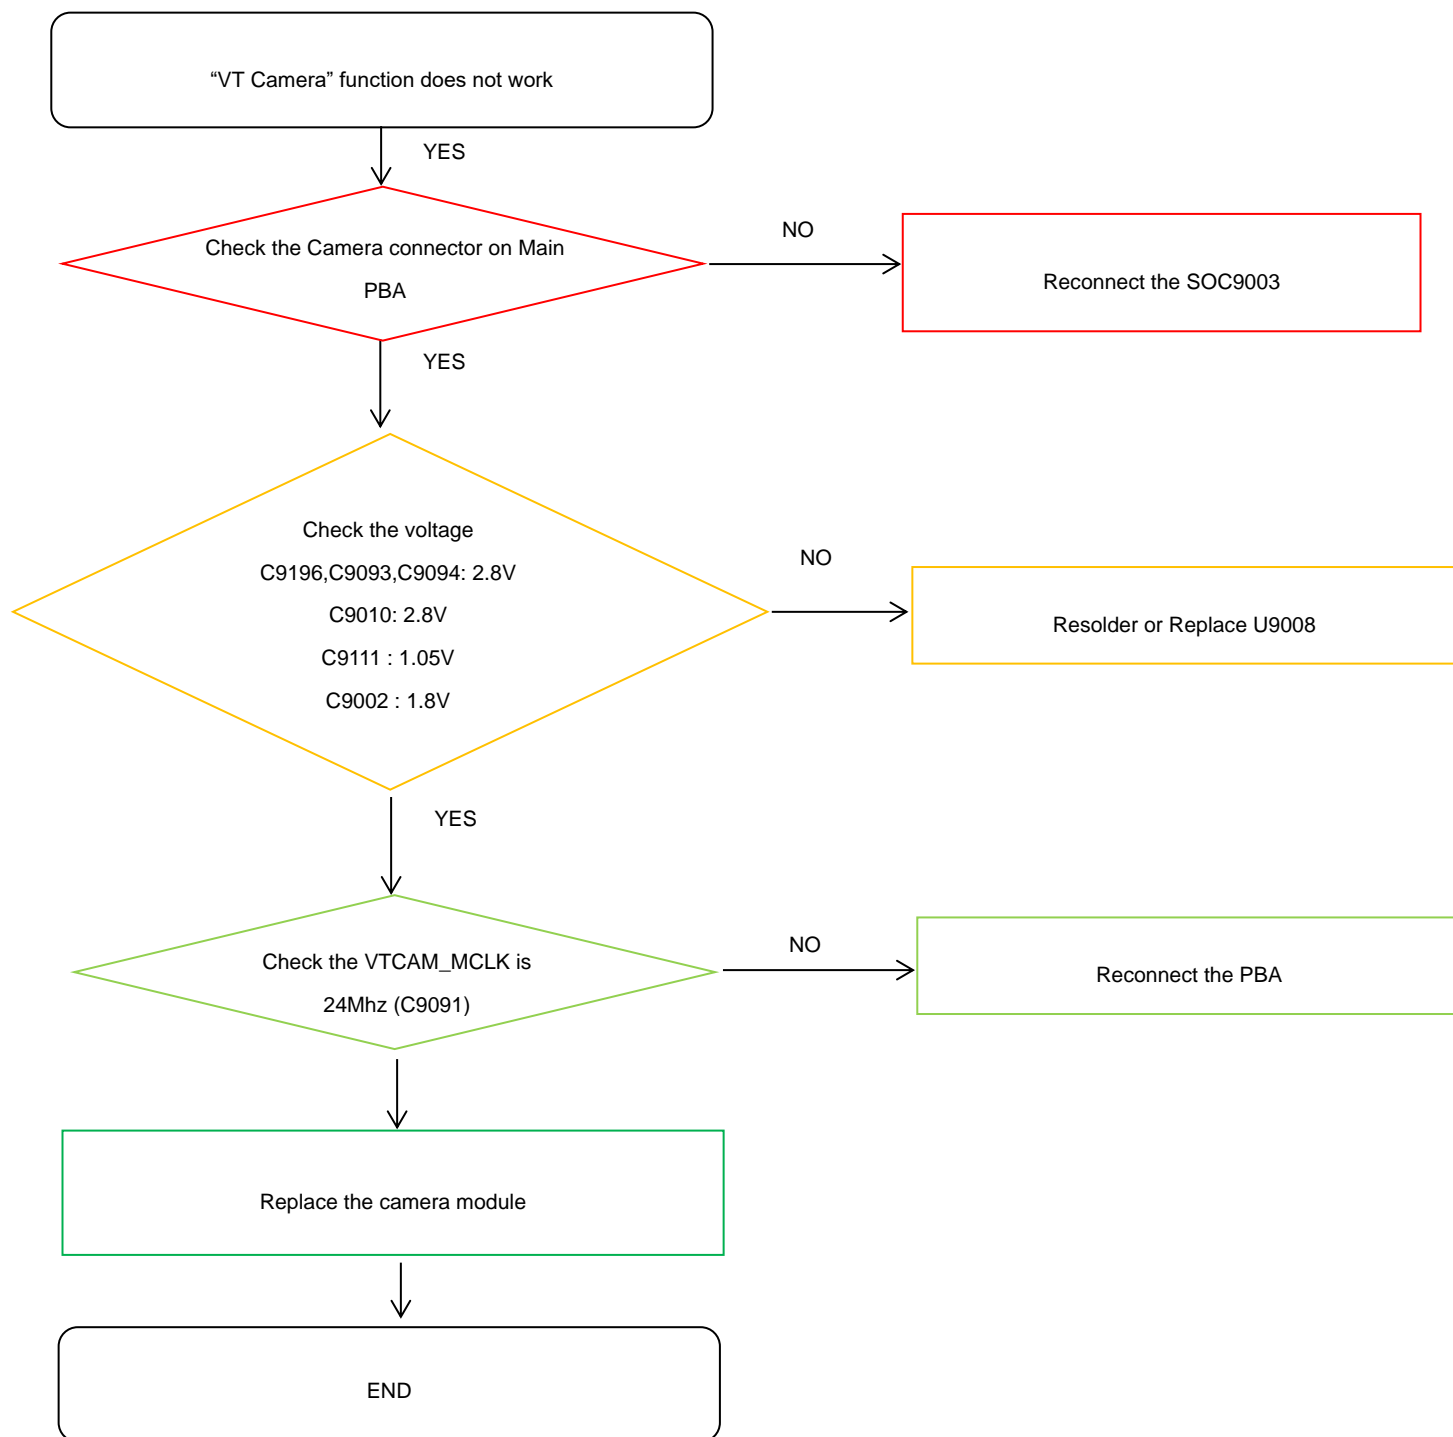 “VT Camera” function does not work
YES
Check the Camera connector on Main
PBA
NO
Reconnect the SOC9003
YES
Check the voltage
C9196,C9093,C9094: 2.8V
C9010: 2.8V
C9111 : 1.05V
C9002 : 1.8V
NO
Resolder or Replace U9008
YES
Check the VTCAM_MCLK is
24Mhz (C9091)
NO
Reconnect the PBA
Replace the camera module
END